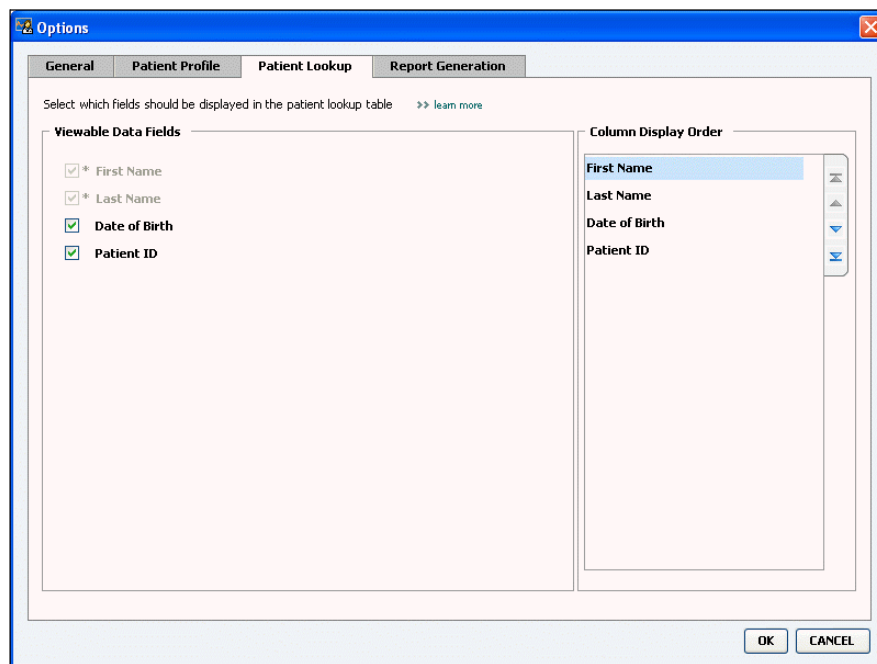 Options
General Patient Profile Patient Lookup Report Generation
Select which fields should be displayed in the patient lookup table >> learn more
Viewable Data Fields
* First Name
* Last Name
Date of Birth
Patient ID
Column Display Order
First Name
Last Name
Date of Birth
Patient ID
OK CANCEL